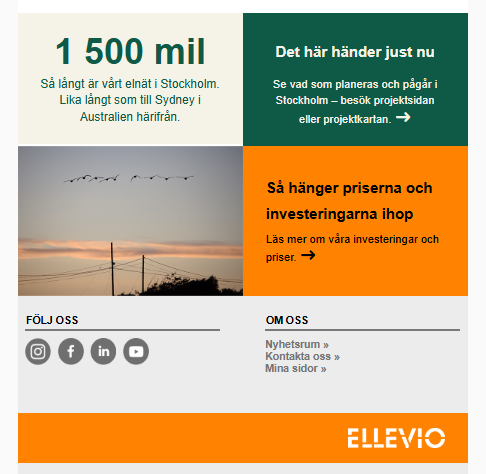 1 500 mil
Så långt är vårt elnät i Stockholm.
Lika långt som till Sydney i
Australien härifrån.
Det här händer just nu
Se vad som planeras och pågår i
Stockholm – besök projektsidan
eller projektkartan. →
Så hänger priserna och
investeringarna ihop
Läs mer om våra investeringar och
priser. →
FÖLJ OSS
OM OSS
Nyhetsrum »
Kontakta oss »
Mina sidor »
ELLEVIO